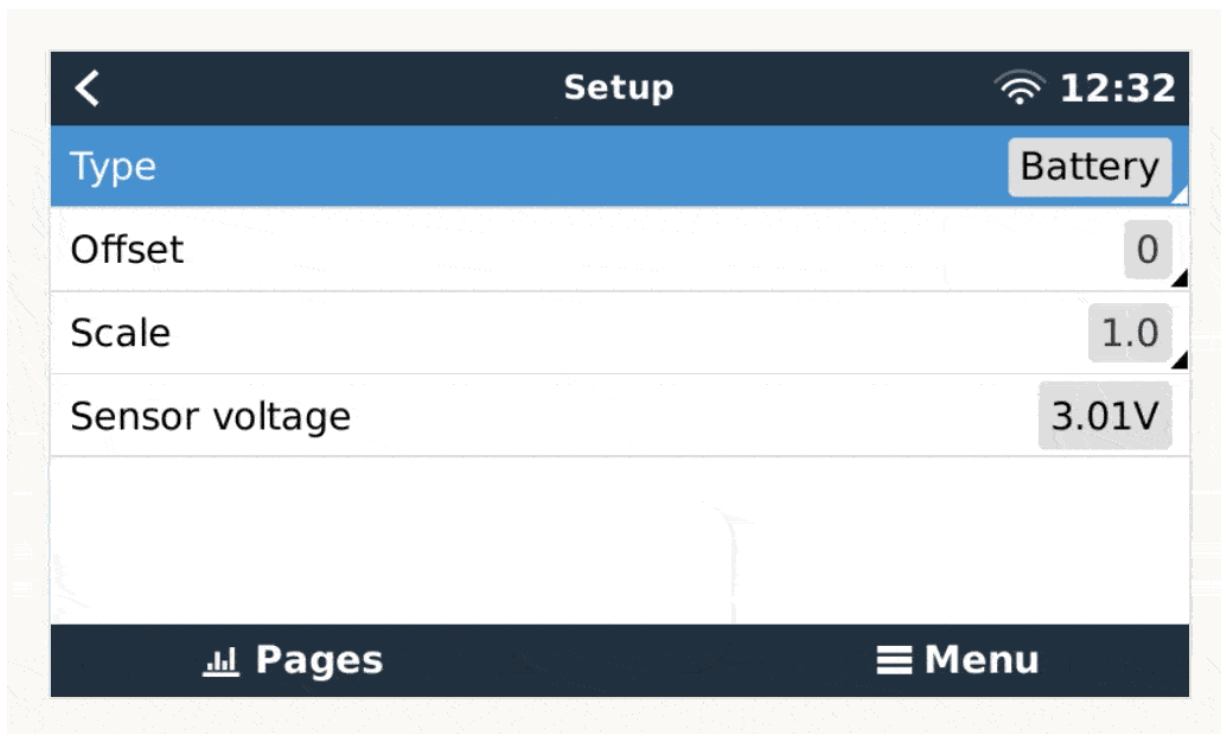 Setup 12:32
Type Battery
Offset 0
Scale 1.0
Sensor voltage 3.01V
Pages Menu